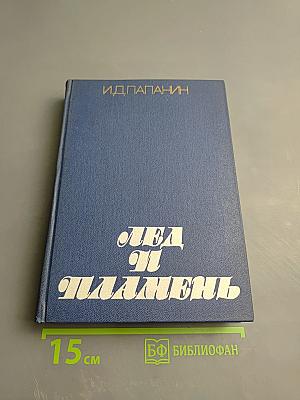 И.Д.ПАПАНИН
ЛЕД
И
ПЛАМЕНЬ
15 см
БФ БИБЛИОФАН